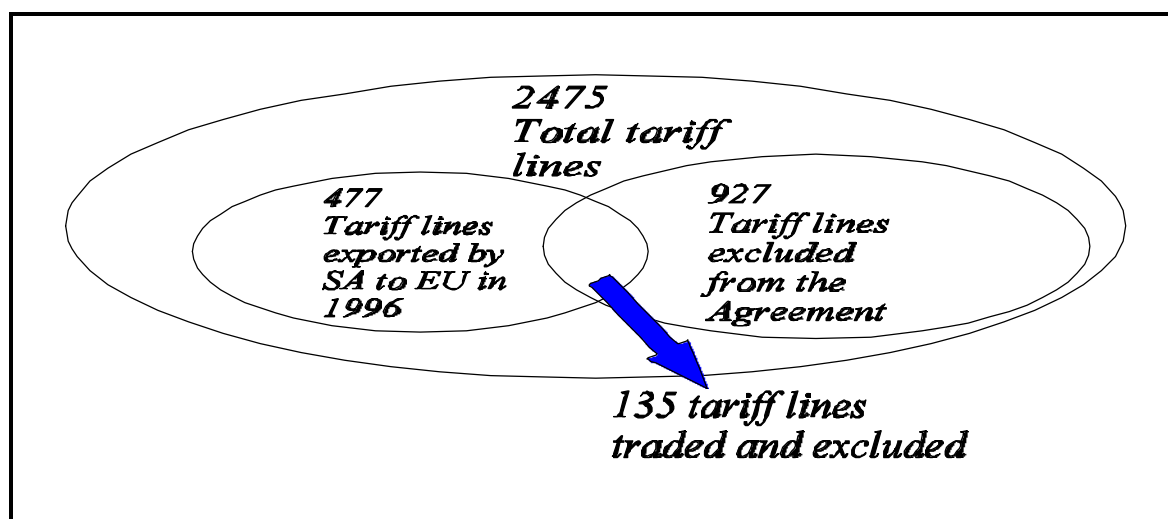 2475
Total tariff
lines
477
Tariff lines
exported by
SA to EU in
1996
927
Tariff lines
excluded
from the
Agreement
135 tariff lines
traded and excluded